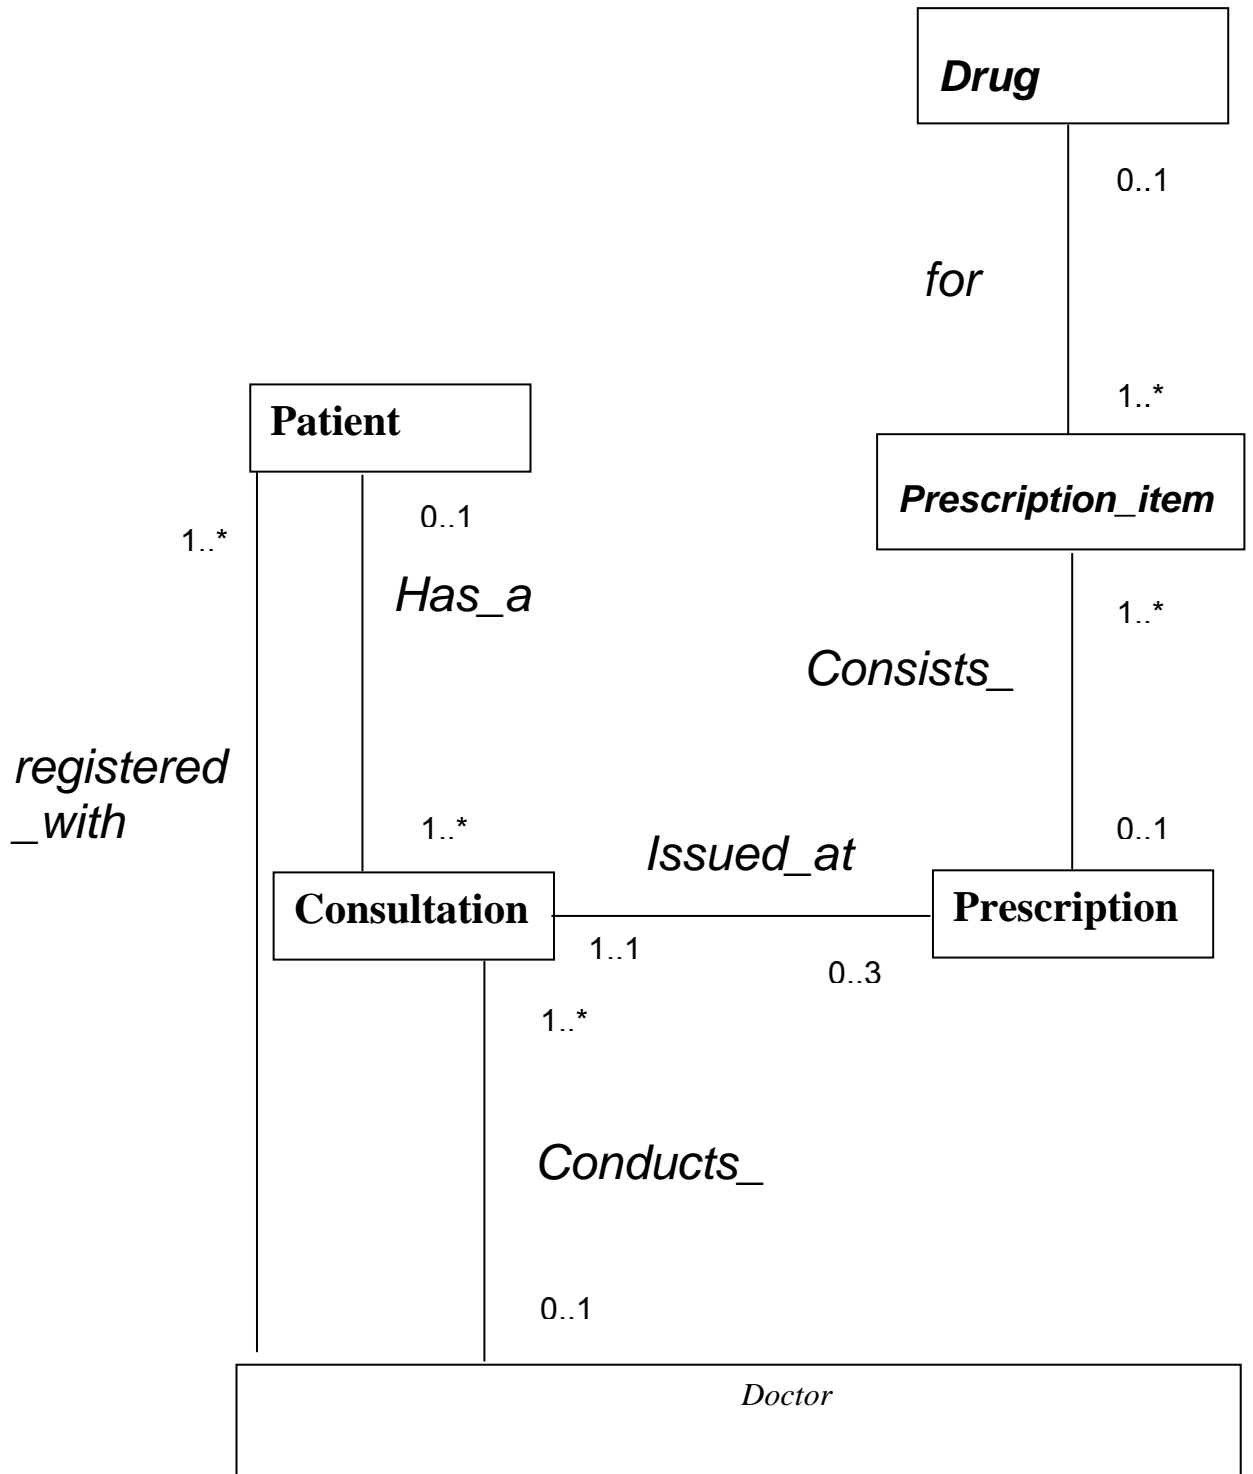 Drug
0..1
for
1..*
Patient
Prescription_item
0..1
1..*
Has_a
1..*
Consists_
registered
_with
1..*
Issued_at
0..1
Consultation
Prescription
1..1
0..3
1..*
Conducts_
0..1
Doctor